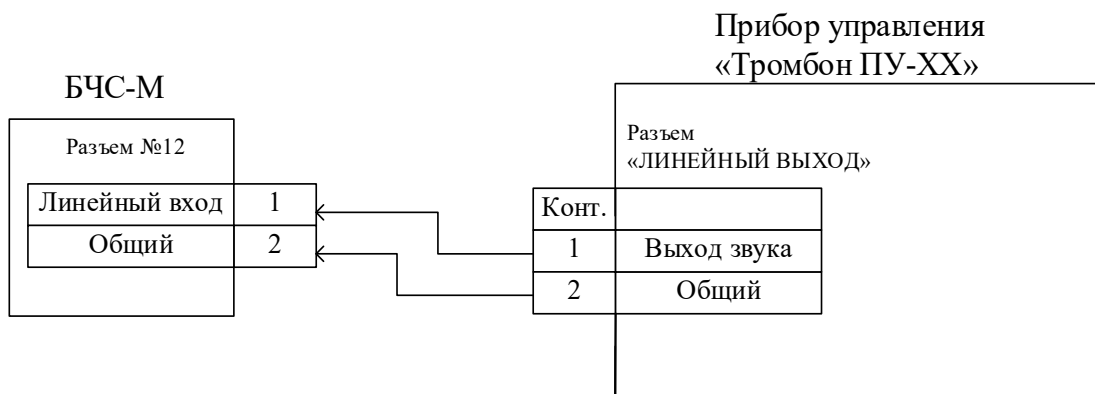 Прибор управления
«Тромбон ПУ-ХХ»
БЧС-М
Разъем №12
Линейный вход 1
Общий 2
Разъем
«ЛИНЕЙНЫЙ ВЫХОД»
Конт.
1 Выход звука
2 Общий